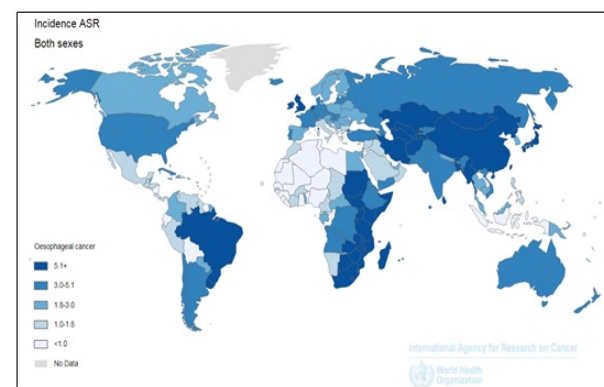 Incidence ASR
Both sexes
Oesophageal cancer
5.1+
3.0-5.1
1.8-3.0
1.0-1.8
<1.0
No Data
International Agency for Research on Cancer
World Health
Organization